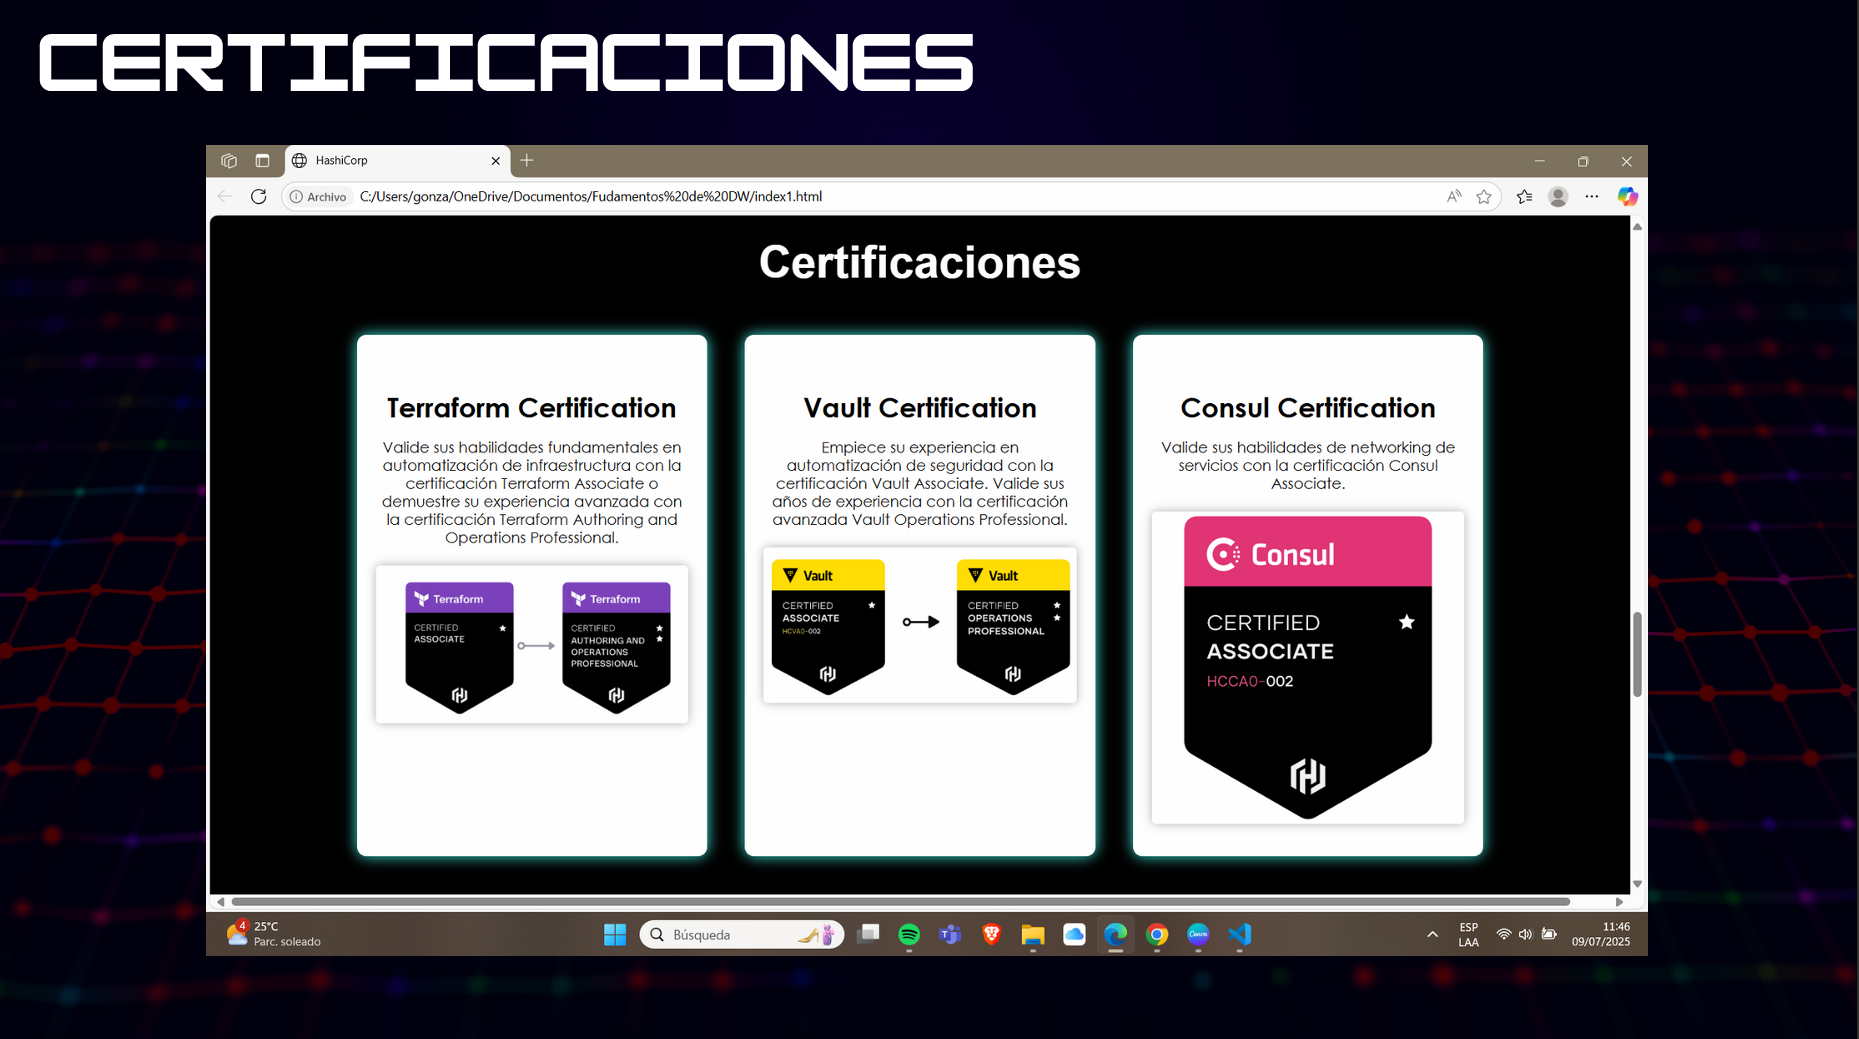 CERTIFICACIONES
HashiCorp
Archivo
C:/Users/gonza/OneDrive/Documentos/Fudamentos%20de%20DW/index1.html
Certificaciones
Terraform Certification
Valide sus habilidades fundamentales en
automatización de infraestructura con la
certificación Terraform Associate o
demuestre su experiencia avanzada con
la certificación Terraform Authoring and
Operations Professional.
Terraform
CERTIFIED
ASSOCIATE
Terraform
CERTIFIED
AUTHORING AND
OPERATIONS
PROFESSIONAL
Vault Certification
Empiece su experiencia en
automatización de seguridad con la
certificación Vault Associate. Valide sus
años de experiencia con la certificación
avanzada Vault Operations Professional.
Vault
CERTIFIED
ASSOCIATE
HCVA0-002
Vault
CERTIFIED
OPERATIONS
PROFESSIONAL
Consul Certification
Valide sus habilidades de networking de
servicios con la certificación Consul
Associate.
Consul
CERTIFIED
ASSOCIATE
HCCA0-002
4
25°C
Parc. soleado
Búsqueda
Canva
ESP
LAA
11:46
09/07/2025